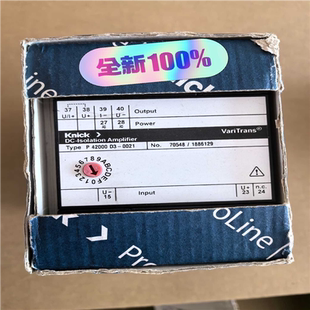 全新100%
37 38 39 40
U/I+ U+ I- U- Output
27 28
Power
Knick > VariTrans®
DC-Isolation Amplifier
Type P 42000 D3-0021 No. 70548 / 1886129
0123456789ABCDEF
U- Input U+ n.c.
15 23 24
ProLine